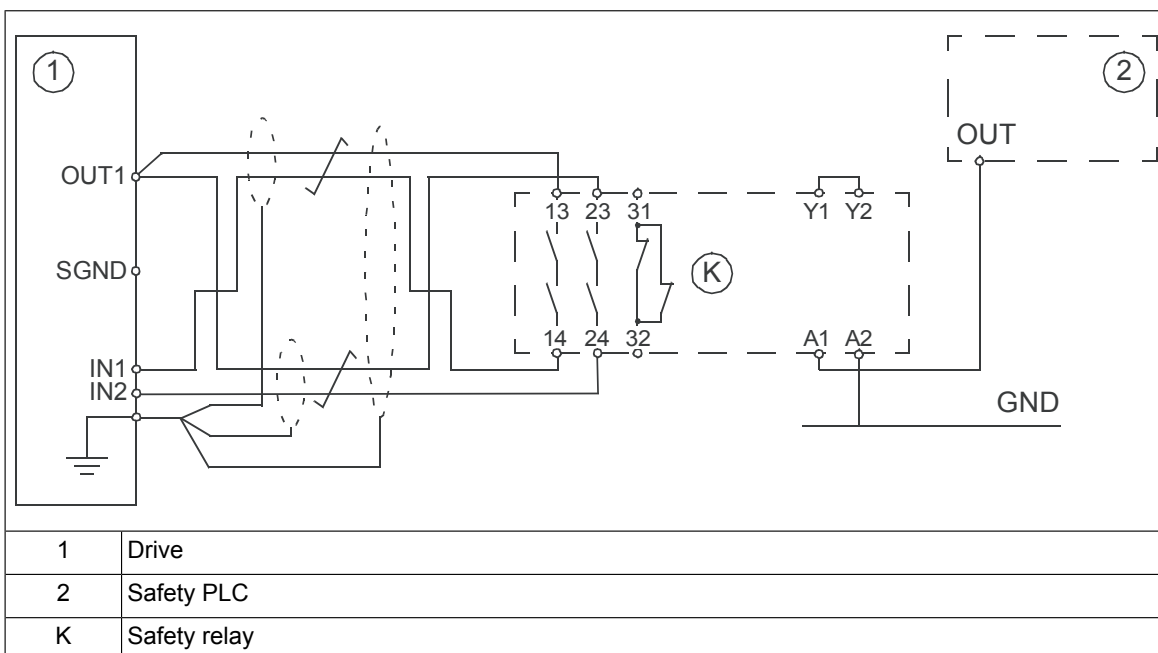 1
2
OUT
OUT1
13 23 31
Y1 Y2
SGND
K
14 24 32
A1 A2
IN1
IN2
GND
1 Drive
2 Safety PLC
K Safety relay